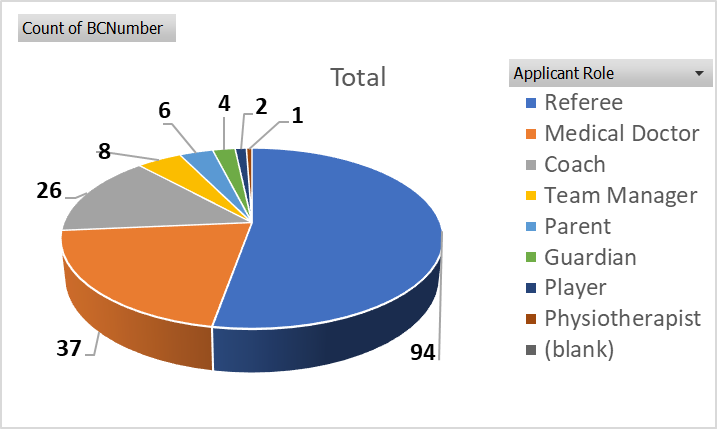 Count of BCNumber
Total
Applicant Role
Referee
Medical Doctor
Coach
Team Manager
Parent
Guardian
Player
Physiotherapist
(blank)
94
37
26
8
6
4
2
1